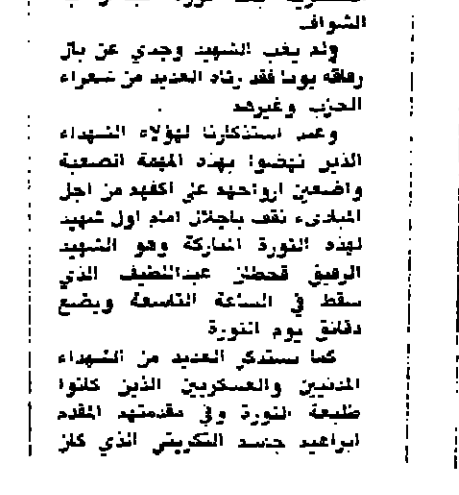 الشواف
ولم يغب الشهيد وجدي عن بال
رفاقه يوما فقد رثاه العديد من شعراء
الحزب وغيرهم
وعند استذكارنا لهؤلاء الشهداء
الذين نهضوا بهذه المهمة الصعبة
واضعين ارواحهم على اكفهم من اجل
المبادىء نقف باجلال امام اول شهيد
لهذه الثورة المباركة وهو الشهيد
الرفيق قحطان عبداللطيف الذي
سقط في الساعة التاسعة وبضع
دقائق يوم الثورة
كما نستذكر العديد من الشهداء
المدنيين والعسكريين الذين كانوا
طليعة الثورة وفي مقدمتهم المقدم
ابراهيم جاسم التكريتي الذي كان